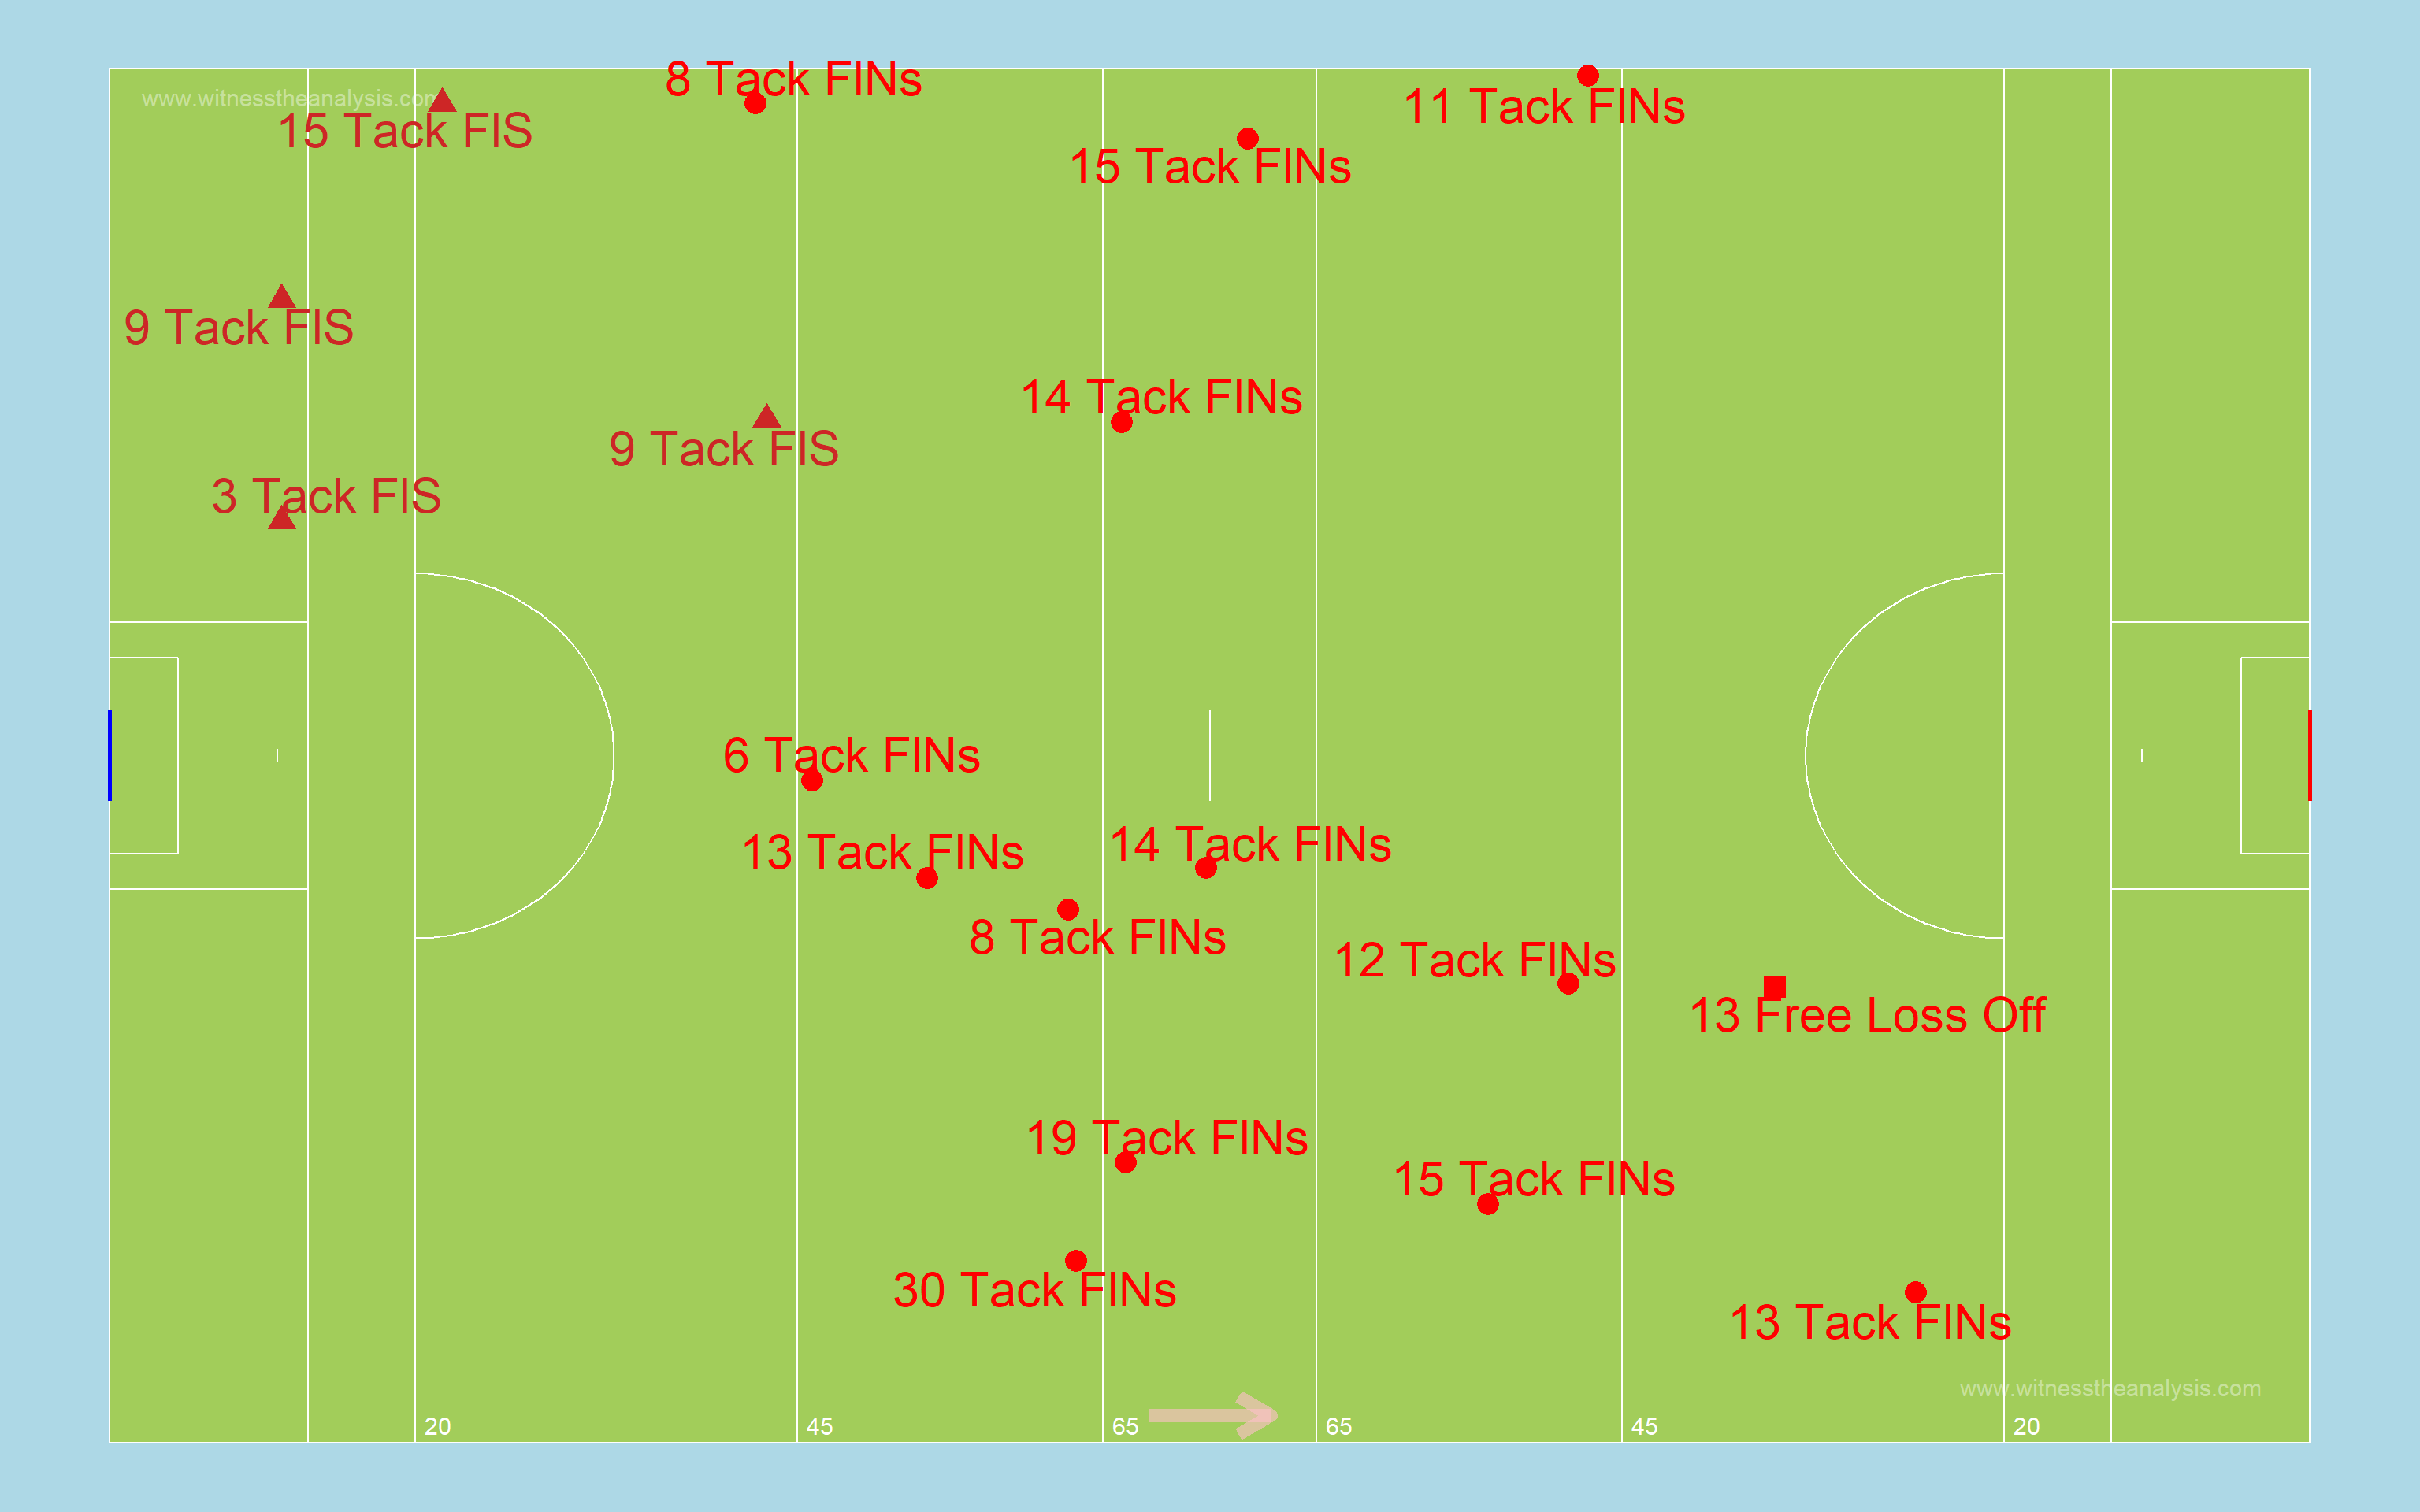 8 Tack FINs
www.witnesstheanalysis.com
11 Tack FINs
15 Tack FIS
15 Tack FINs
9 Tack FIS
14 Tack FINs
9 Tack FIS
3 Tack FIS
6 Tack FINs
13 Tack FINs
14 Tack FINs
8 Tack FINs
12 Tack FINs
13 Free Loss Off
19 Tack FINs
15 Tack FINs
30 Tack FINs
13 Tack FINs
www.witnesstheanalysis.com
20 45 65 65 45 20